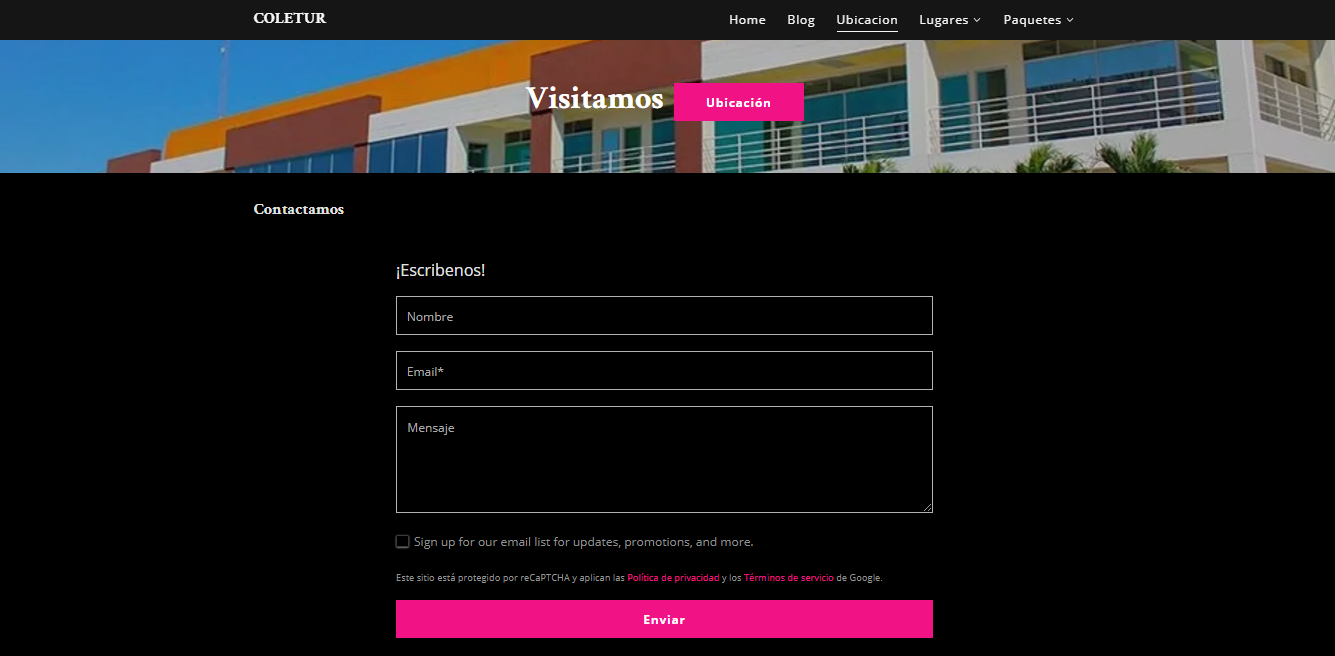 COLETUR
Home Blog Ubicacion Lugares Paquetes
Visitamos Ubicación
Contactamos
¡Escribenos!
Nombre
Email*
Mensaje
Sign up for our email list for updates, promotions, and more.
Este sitio está protegido por reCaPTCHA y aplican las Política de privacidad y los Términos de servicio de Google.
Enviar